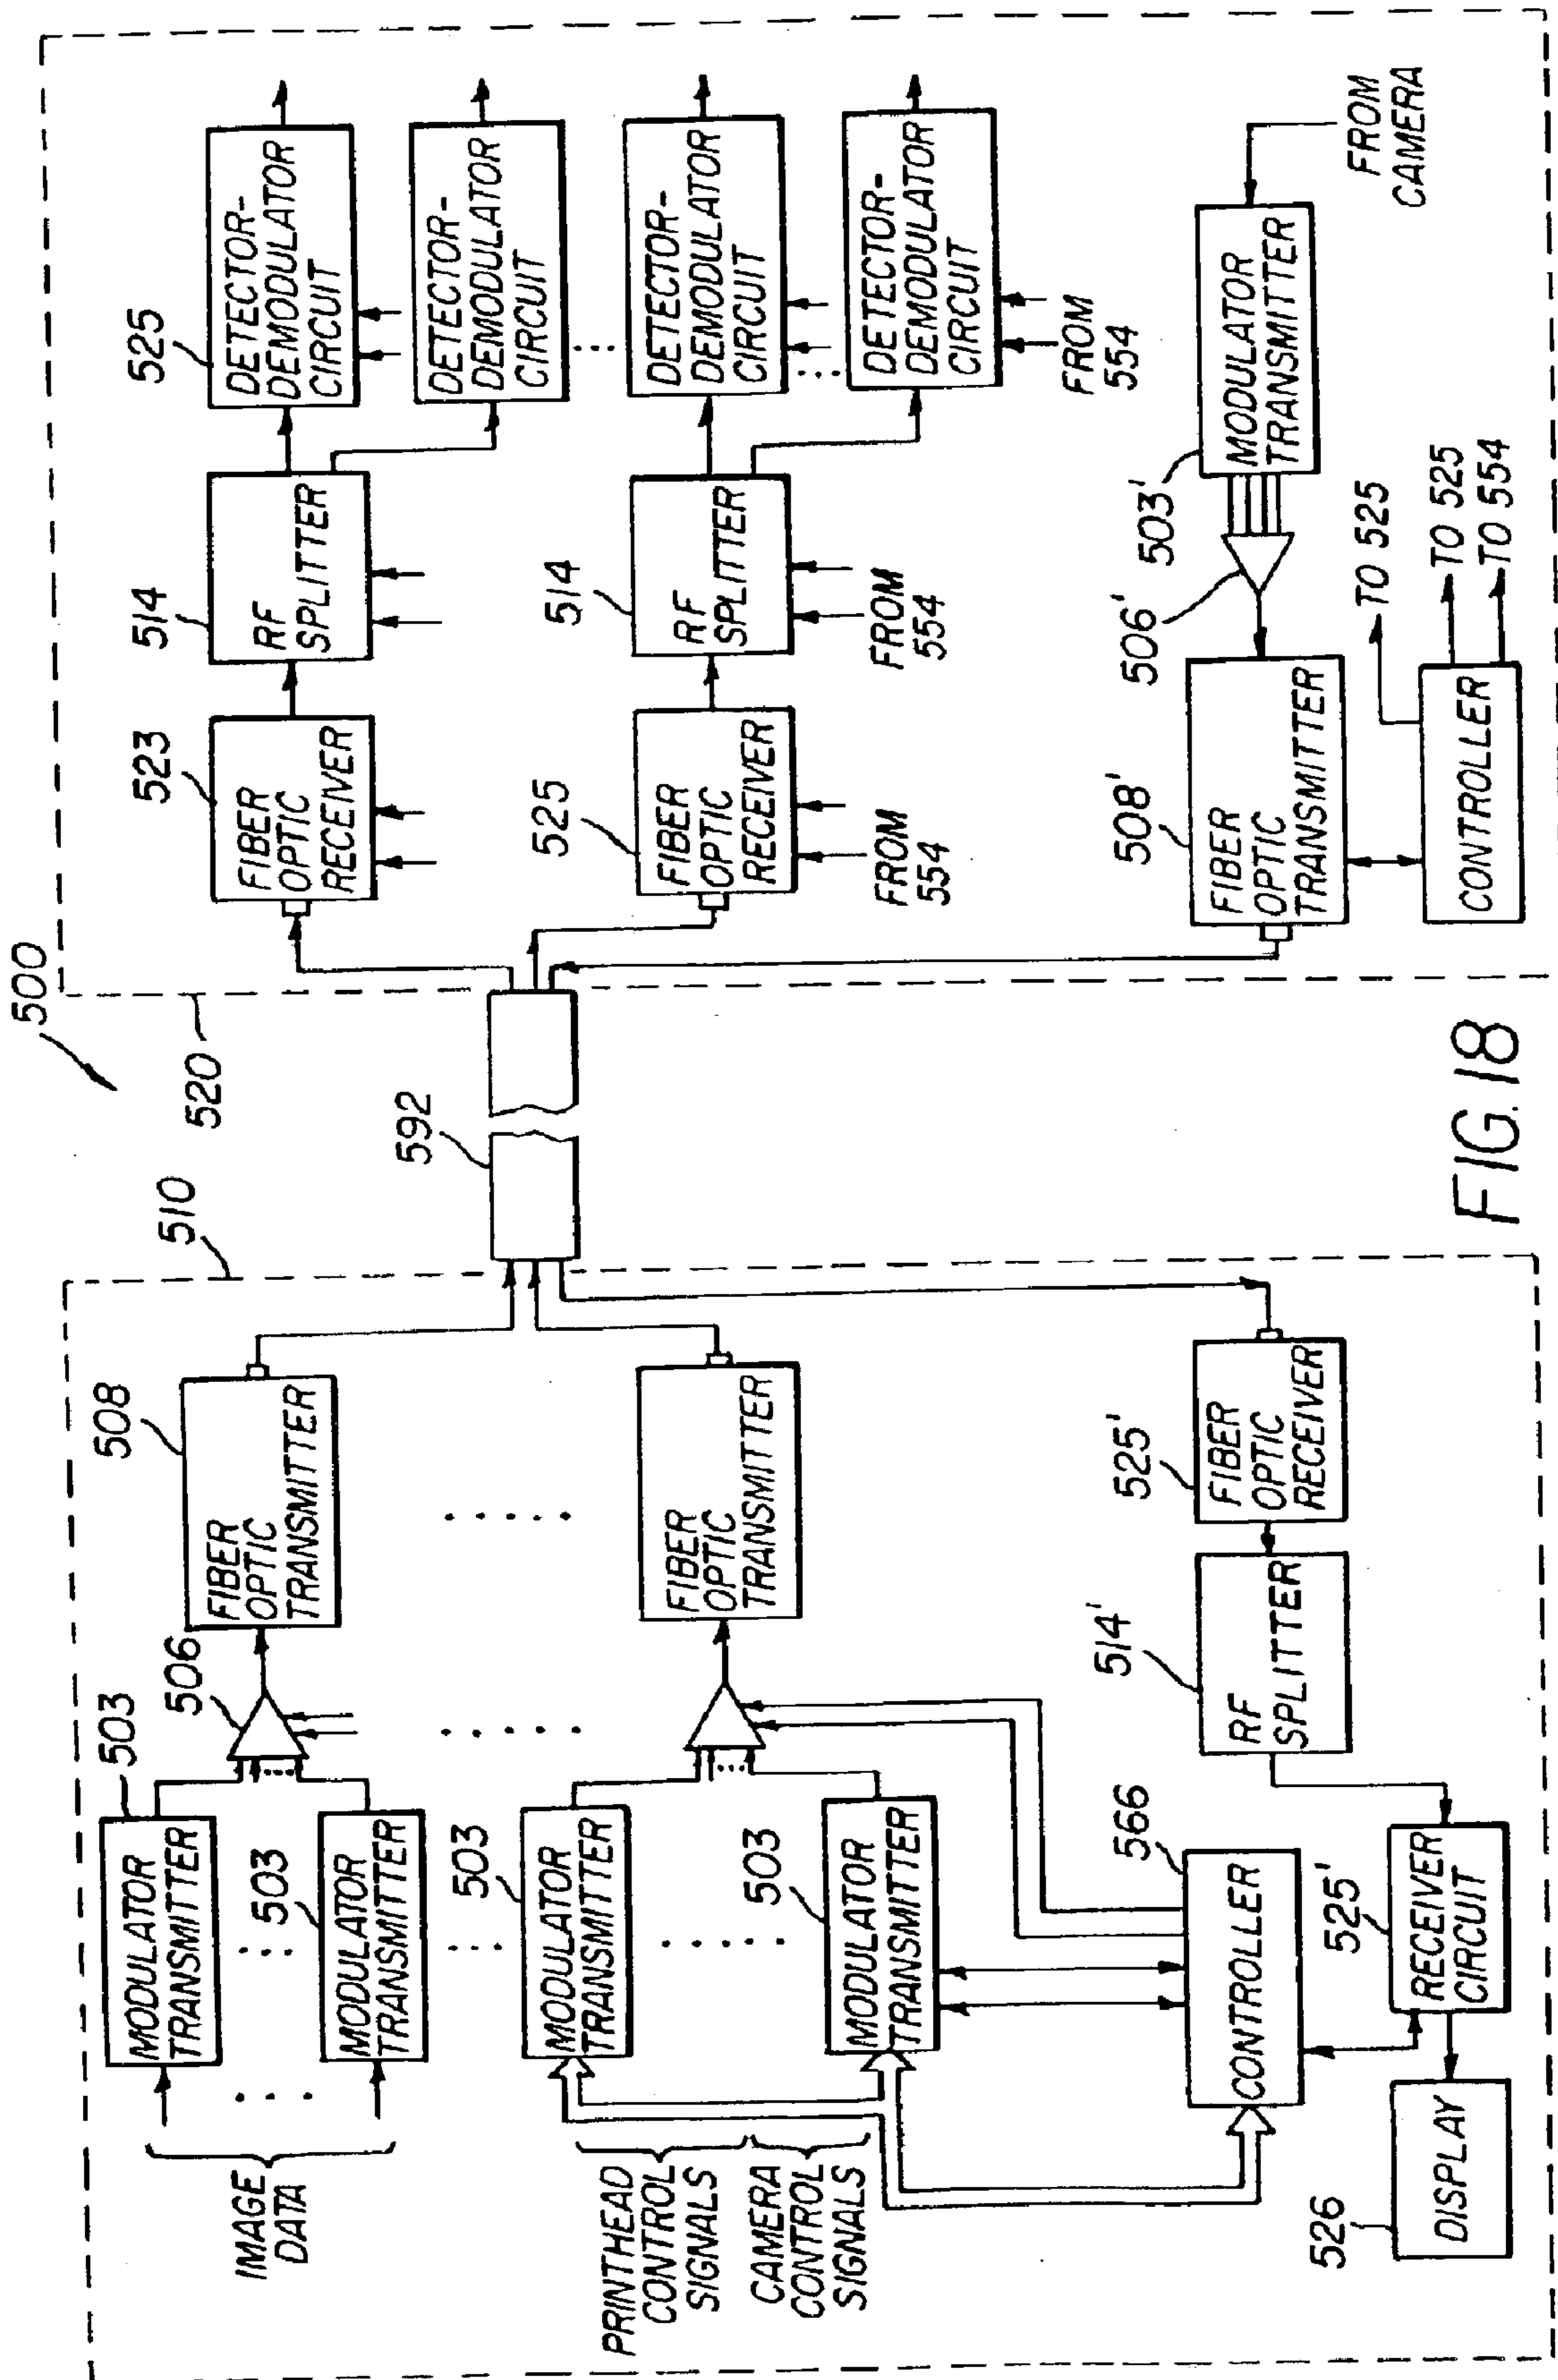 500
510
503
506
508
MODULATOR
TRANSMITTER
503
MODULATOR
TRANSMITTER
FIBER
OPTIC
TRANSMITTER
IMAGE
DATA
503
MODULATOR
TRANSMITTER
503
MODULATOR
TRANSMITTER
FIBER
OPTIC
TRANSMITTER
PRINTHEAD
CONTROL
SIGNALS
CAMERA
CONTROL
SIGNALS
566
CONTROLLER
514'
RF
SPLITTER
525'
FIBER
OPTIC
RECEIVER
526
DISPLAY
525'
RECEIVER
CIRCUIT
592
520
523
FIBER
OPTIC
RECEIVER
514
RF
SPLITTER
525
DETECTOR-
DEMODULATOR
CIRCUIT
DETECTOR-
DEMODULATOR
CIRCUIT
525
FIBER
OPTIC
RECEIVER
FROM
554
514
RF
SPLITTER
FROM
554
DETECTOR-
DEMODULATOR
CIRCUIT
DETECTOR-
DEMODULATOR
CIRCUIT
FROM
554
508'
FIBER
OPTIC
TRANSMITTER
506'
503'
MODULATOR
TRANSMITTER
FROM
CAMERA
CONTROLLER
TO 525
TO 525
TO 554
FIG. 18